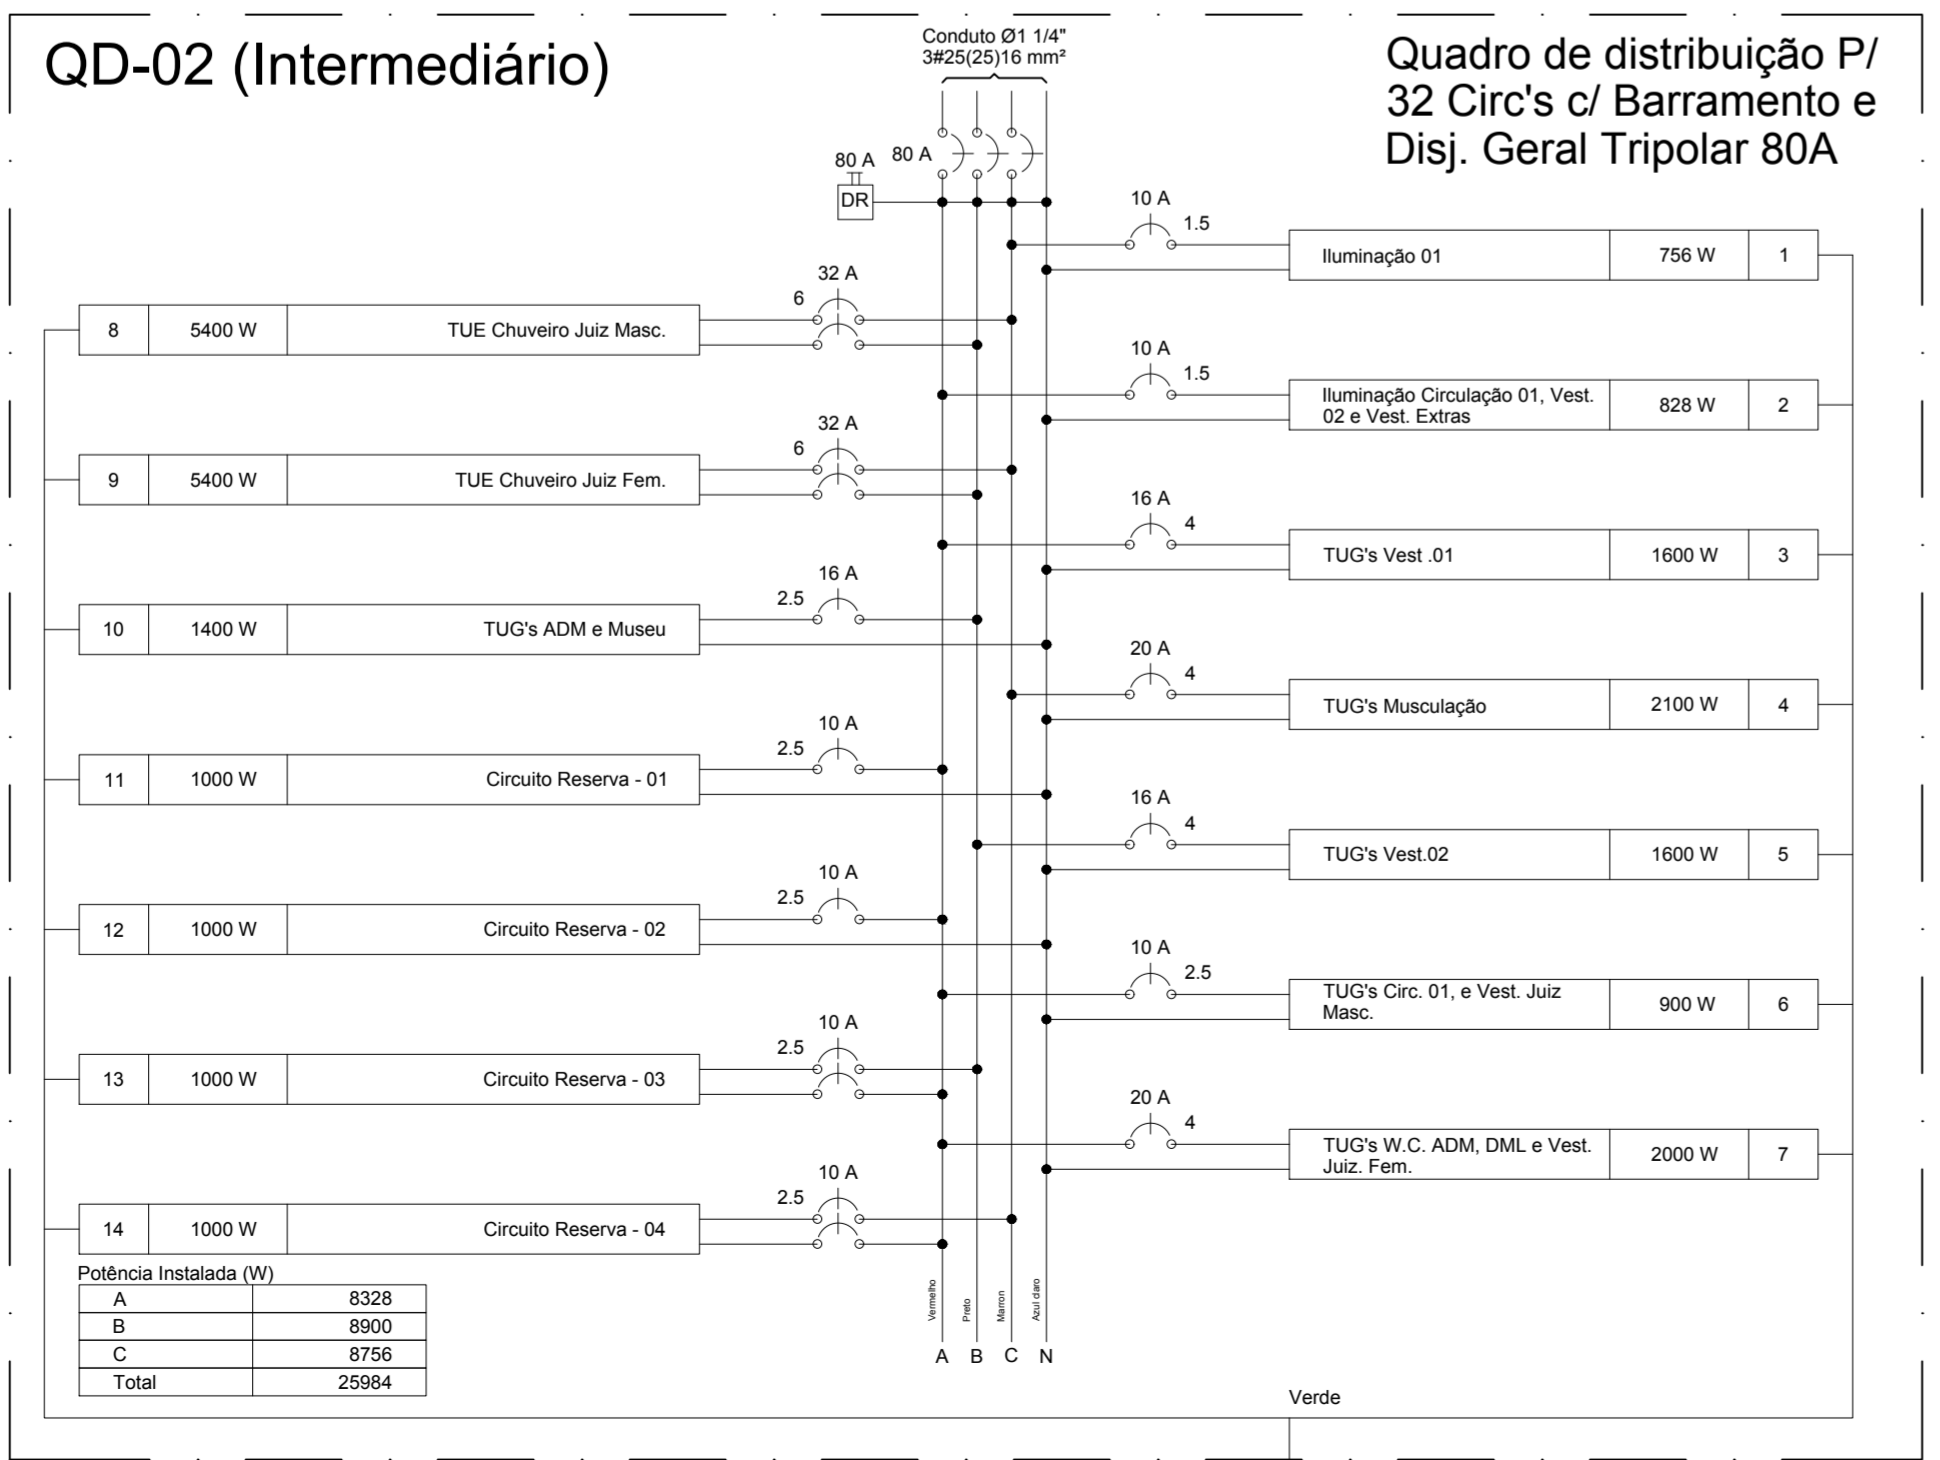 QD-02 (Intermediário)
Conduto Ø1 1/4"
3#25(25)16 mm²
Quadro de distribuição P/
32 Circ's c/ Barramento e
Disj. Geral Tripolar 80A
80 A
80 A
DR
10 A
1.5
Iluminação 01 756 W 1
32 A
6
8 5400 W TUE Chuveiro Juiz Masc.
10 A
1.5
Iluminação Circulação 01, Vest.
02 e Vest. Extras
828 W 2
32 A
6
9 5400 W TUE Chuveiro Juiz Fem.
16 A
4
TUG's Vest .01 1600 W 3
16 A
2.5
10 1400 W TUG's ADM e Museu
20 A
4
TUG's Musculação 2100 W 4
10 A
2.5
11 1000 W Circuito Reserva - 01
16 A
4
TUG's Vest.02 1600 W 5
10 A
2.5
12 1000 W Circuito Reserva - 02
10 A
2.5
TUG's Circ. 01, e Vest. Juiz
Masc.
900 W 6
10 A
2.5
13 1000 W Circuito Reserva - 03
20 A
4
TUG's W.C. ADM, DML e Vest.
Juiz. Fem.
2000 W 7
10 A
2.5
14 1000 W Circuito Reserva - 04
Potência Instalada (W)
A 8328
B 8900
C 8756
Total 25984
Vermelho
Preto
Marron
Azul claro
A B C N
Verde